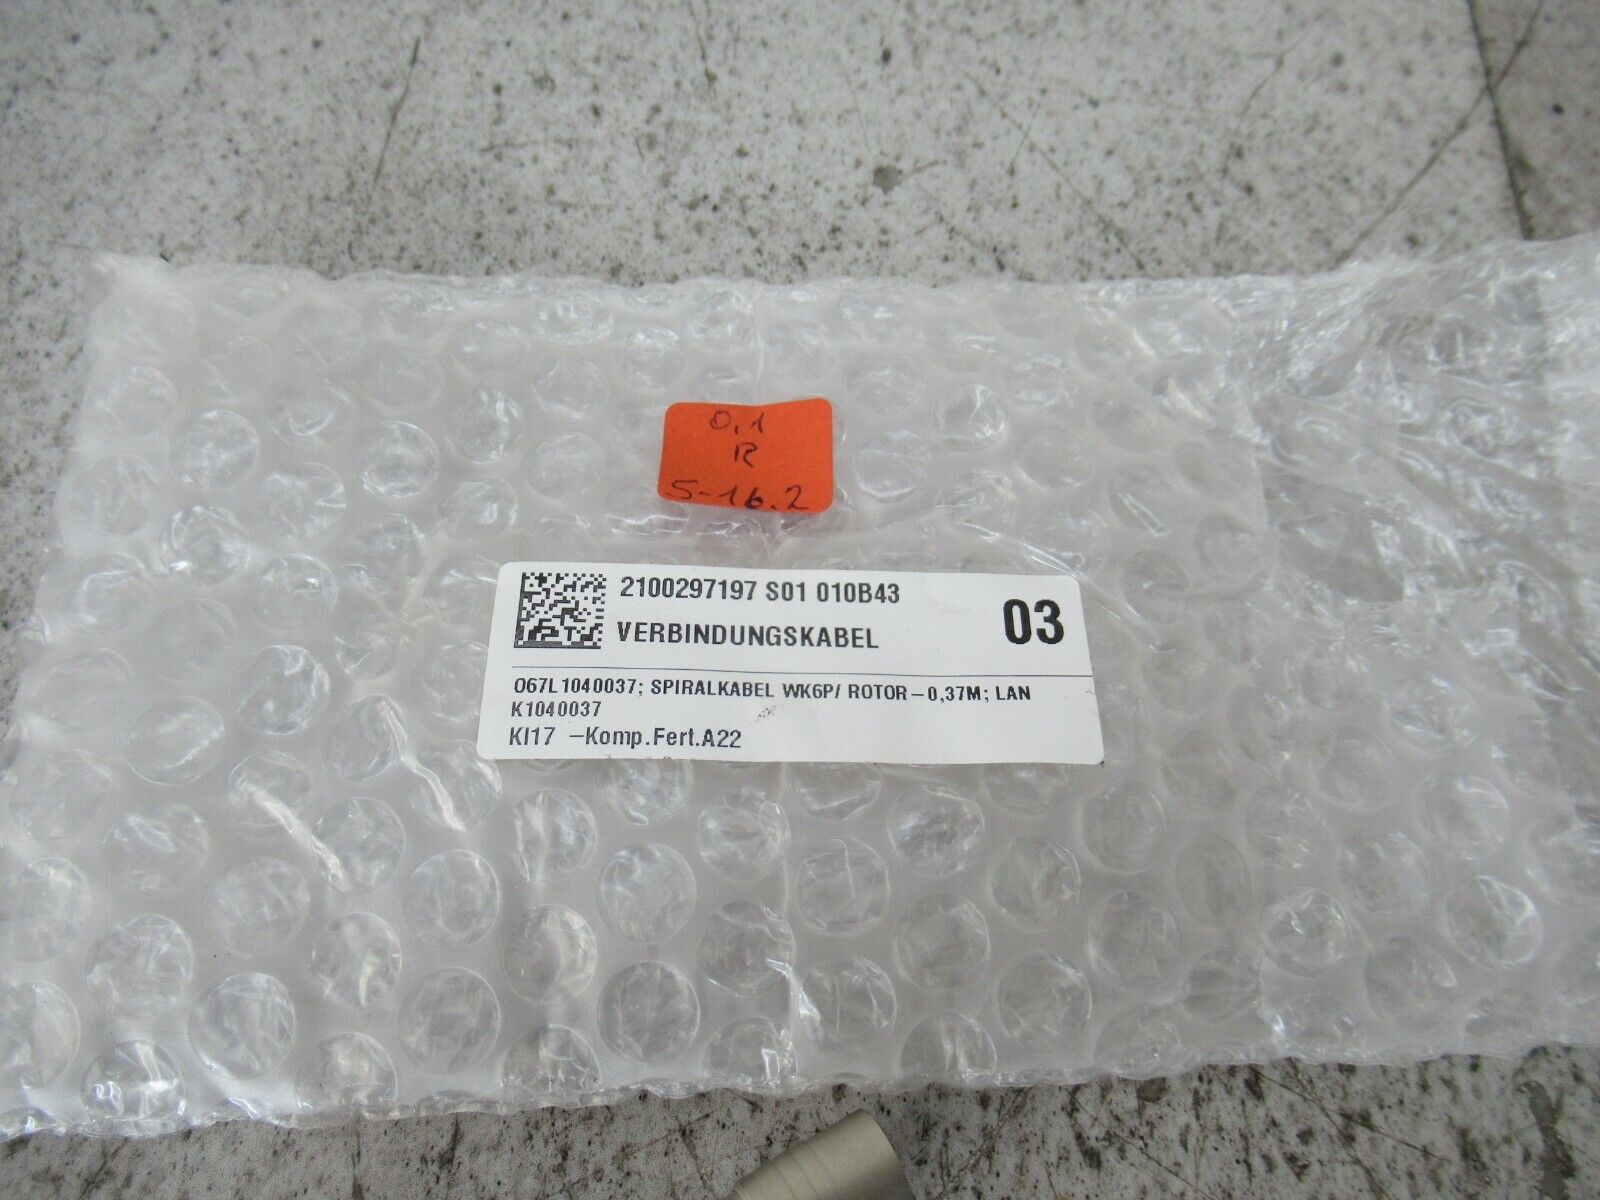 0,1
R
5-16.2
2100297197 S01 010B43
VERBINDUNGSKABEL
03
O67L1040037; SPIRALKABEL WK6P/ ROTOR-0,37M; LAN
K1040037
KI17 -Komp.Fert.A22